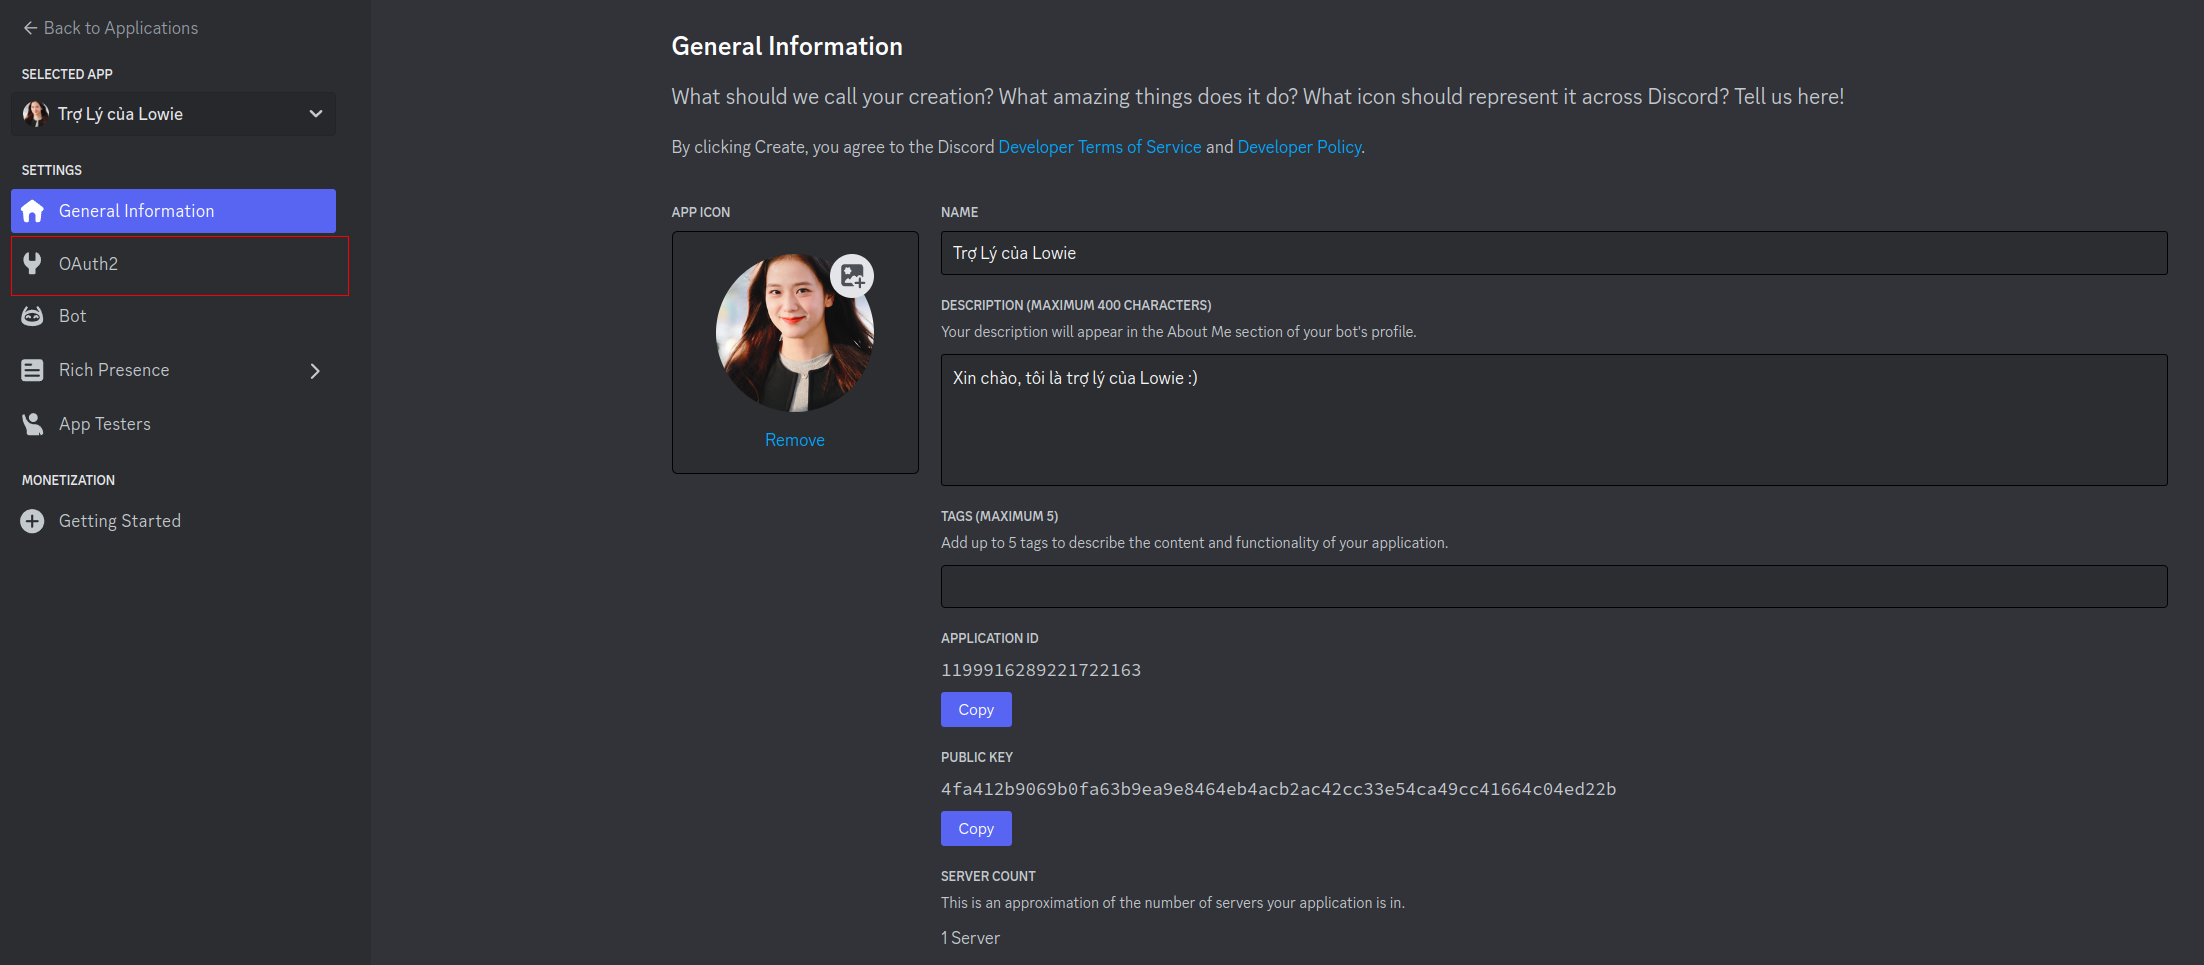 Back to Applications
SELECTED APP
Trợ Lý của Lowie
SETTINGS
General Information
OAuth2
Bot
Rich Presence
App Testers
MONETIZATION
Getting Started
General Information
What should we call your creation? What amazing things does it do? What icon should represent it across Discord? Tell us here!
By clicking Create, you agree to the Discord Developer Terms of Service and Developer Policy.
APP ICON
Remove
NAME
Trợ Lý của Lowie
DESCRIPTION (MAXIMUM 400 CHARACTERS)
Your description will appear in the About Me section of your bot's profile.
Xin chào, tôi là trợ lý của Lowie :)
TAGS (MAXIMUM 5)
Add up to 5 tags to describe the content and functionality of your application.
APPLICATION ID
1199916289221722163
Copy
PUBLIC KEY
4fa412b9069b0fa63b9ea9e8464eb4acb2ac42cc33e54ca49cc41664c04ed22b
Copy
SERVER COUNT
This is an approximation of the number of servers your application is in.
1 Server